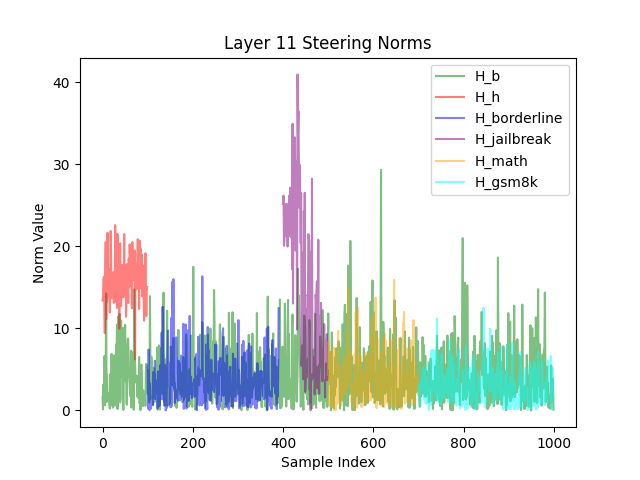 Layer 11 Steering Norms
Norm Value
40
30
20
10
0
0
200
400
600
800
1000
Sample Index
H_b
H_h
H_borderline
H_jailbreak
H_math
H_gsm8k